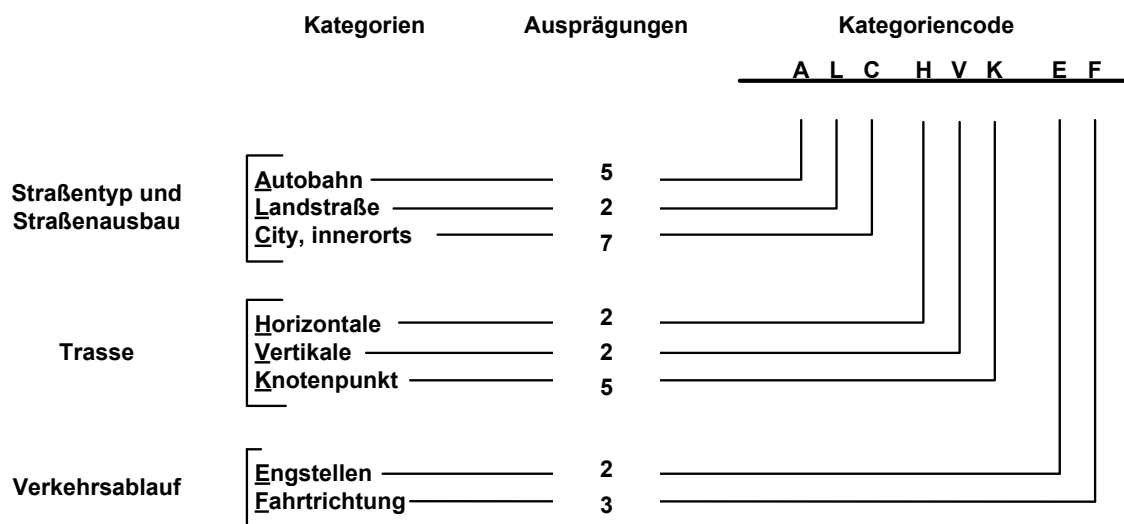 Kategorien Ausprägungen Kategoriencode
A L C H V K E F
Straßentyp und
Straßenausbau
Autobahn 5
Landstraße 2
City, innerorts 7
Trasse
Horizontale 2
Vertikale 2
Knotenpunkt 5
Verkehrsablauf
Engstellen 2
Fahrtrichtung 3